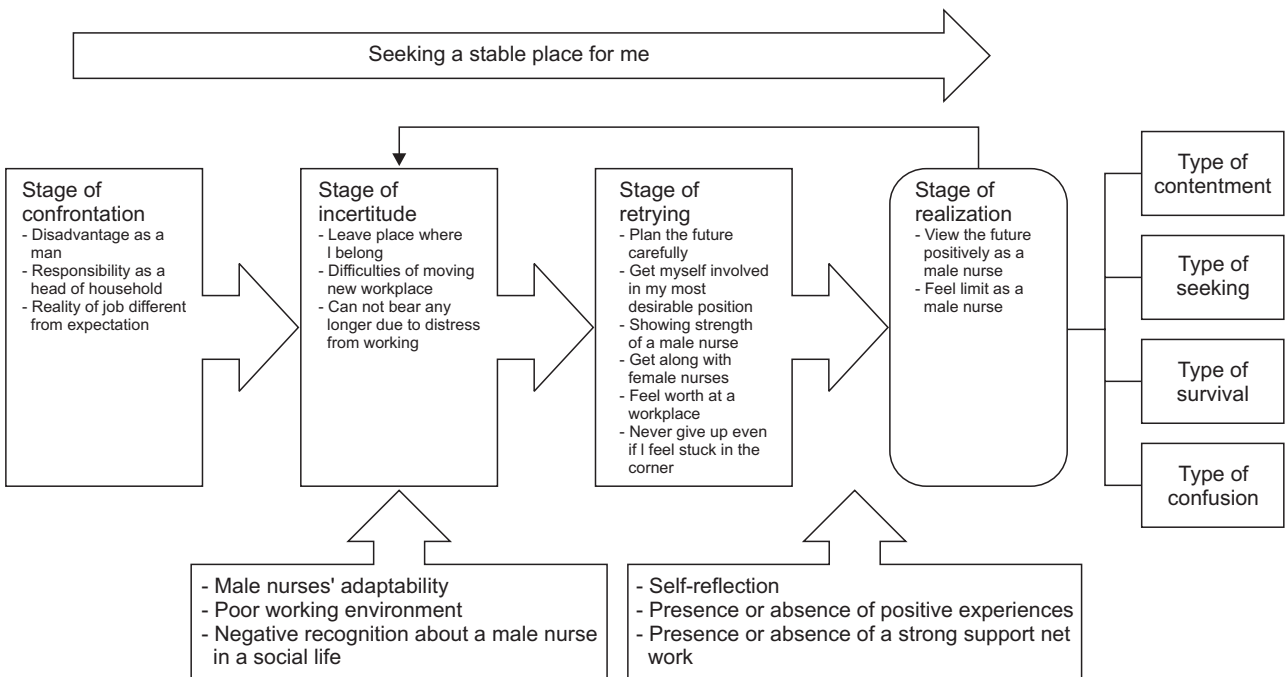 Seeking a stable place for me
Stage of
confrontation
- Disadvantage as a
man
- Responsibility as a
head of household
- Reality of job different
from expectation
Stage of
incertitude
- Leave place where
I belong
- Difficulties of moving
new workplace
- Can not bear any
longer due to distress
from working
Stage of
retrying
- Plan the future
carefully
- Get myself involved
in my most
desirable position
- Showing strength
of a male nurse
- Get along with
female nurses
- Feel worth at a
workplace
- Never give up even
if I feel stuck in the
corner
Stage of
realization
- View the future
positively as a
male nurse
- Feel limit as a
male nurse
Type of
contentment
Type of
seeking
Type of
survival
Type of
confusion
- Male nurses' adaptability
- Poor working environment
- Negative recognition about a male nurse
in a social life
- Self-reflection
- Presence or absence of positive experiences
- Presence or absence of a strong support net
work